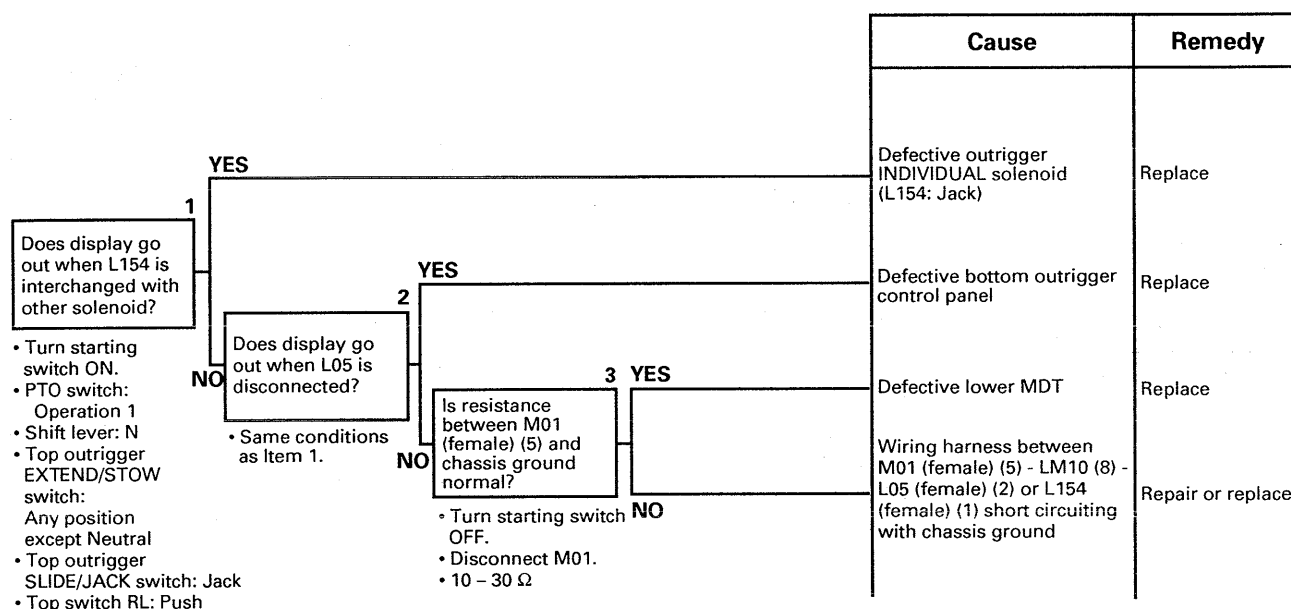 Cause
Remedy
YES
Defective outrigger
INDIVIDUAL solenoid
(L154: Jack)
Replace
1
Does display go
out when L154 is
interchanged with
other solenoid?
• Turn starting
switch ON.
• PTO switch:
Operation 1
• Shift lever: N
• Top outrigger
EXTEND/STOW
switch:
Any position
except Neutral
• Top outrigger
SLIDE/JACK switch: Jack
• Top switch RL: Push
NO
YES
Defective bottom outrigger
control panel
Replace
2
Does display go
out when L05 is
disconnected?
• Same conditions
as Item 1.
NO
3
YES
Defective lower MDT
Replace
Is resistance
between M01
(female) (5) and
chassis ground
normal?
• Turn starting switch
OFF.
• Disconnect M01.
• 10 – 30 Ω
NO
Wiring harness between
M01 (female) (5) - LM10 (8) -
L05 (female) (2) or L154
(female) (1) short circuiting
with chassis ground
Repair or replace